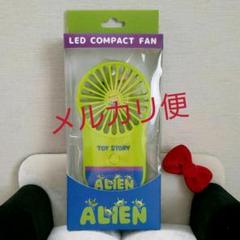 LED COMPACT FAN
メルカリ便
TOY STORY
ALIEN
ALIEN